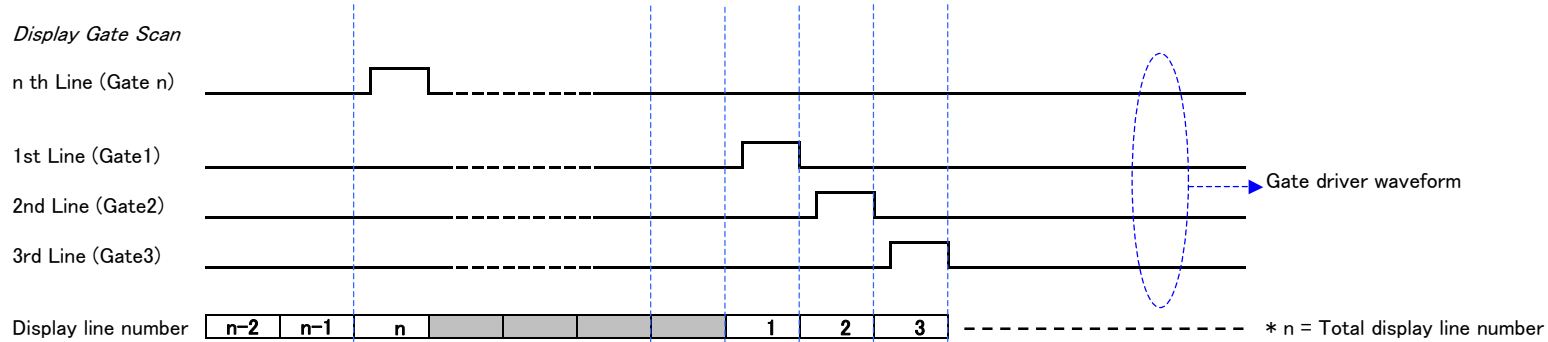 Display Gate Scan
n th Line (Gate n)
1st Line (Gate1)
2nd Line (Gate2)
Gate driver waveform
3rd Line (Gate3)
Display line number n-2 n-1 n 1 2 3 * n = Total display line number